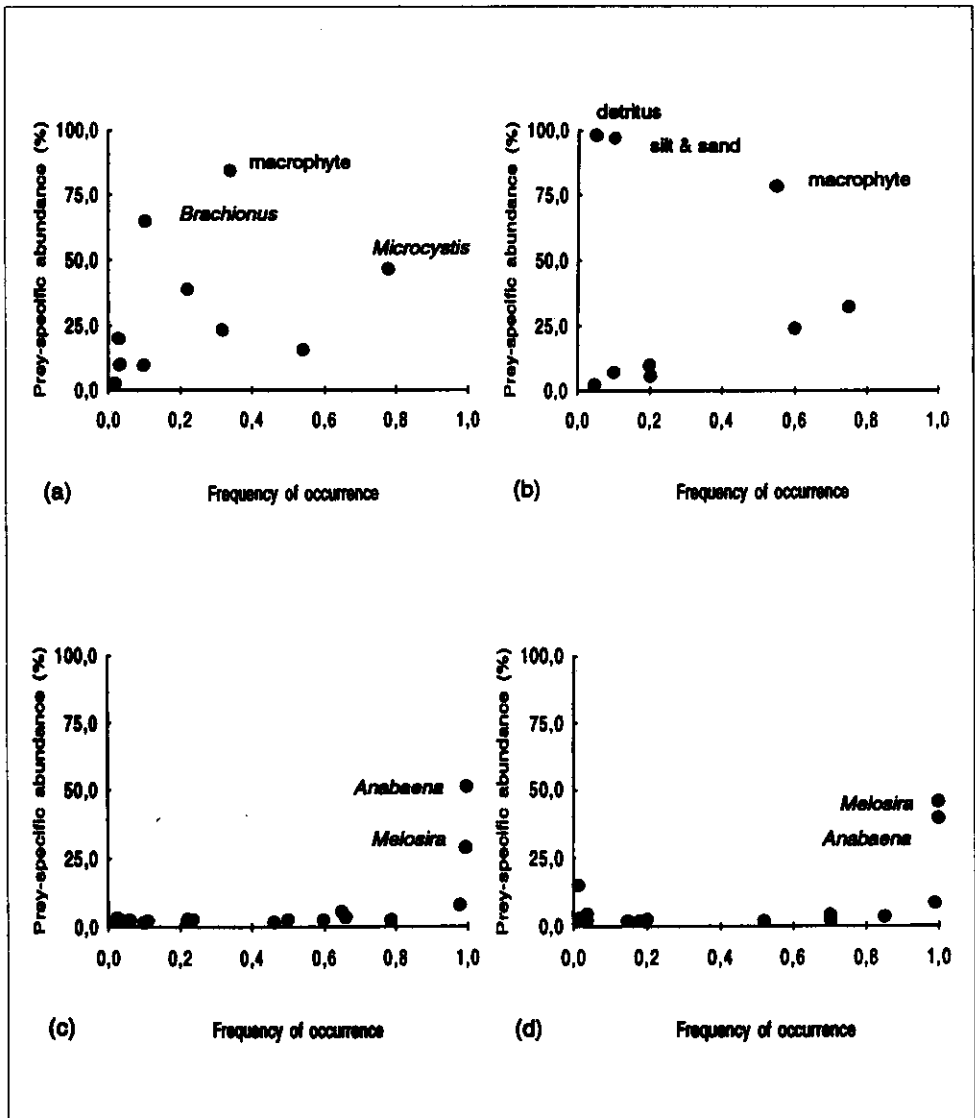 Prey-specific abundance (%)
100,0
75,0
50,0
25,0
0,0
macrophyte
Brachionus
Microcystis
0,0 0,2 0,4 0,6 0,8 1,0
(a) Frequency of occurrence
Prey-specific abundance (%)
100,0
75,0
50,0
25,0
0,0
detritus
silt & sand
macrophyte
0,0 0,2 0,4 0,6 0,8 1,0
(b) Frequency of occurrence
Prey-specific abundance (%)
100,0
75,0
50,0
25,0
0,0
Anabaena
Melosira
0,0 0,2 0,4 0,6 0,8 1,0
(c) Frequency of occurrence
Prey-specific abundance (%)
100,0
75,0
50,0
25,0
0,0
Melosira
Anabaena
0,0 0,2 0,4 0,6 0,8 1,0
(d) Frequency of occurrence